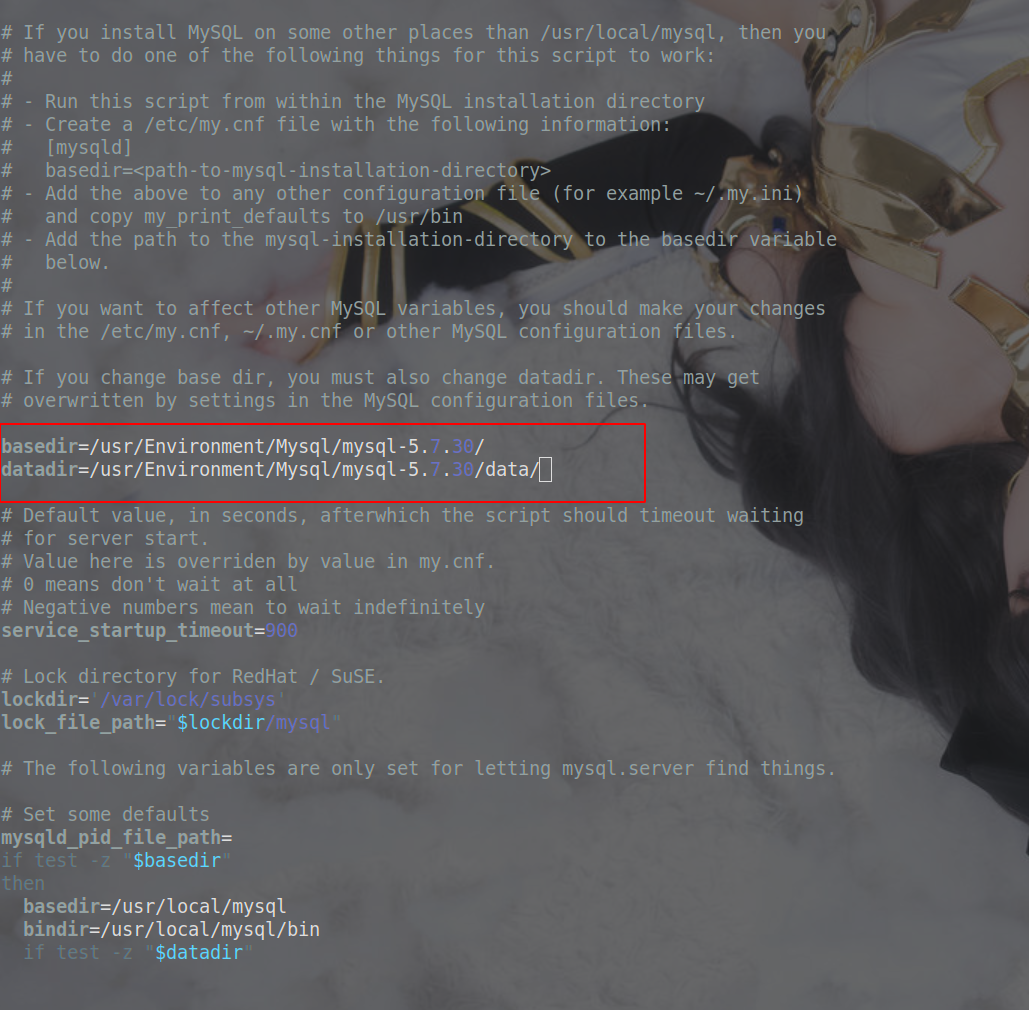 # If you install MySQL on some other places than /usr/local/mysql, then you
# have to do one of the following things for this script to work:
#
# - Run this script from within the MySQL installation directory
# - Create a /etc/my.cnf file with the following information:
#   [mysqld]
#   basedir=<path-to-mysql-installation-directory>
# - Add the above to any other configuration file (for example ~/.my.ini)
#   and copy my_print_defaults to /usr/bin
# - Add the path to the mysql-installation-directory to the basedir variable
#   below.
#
# If you want to affect other MySQL variables, you should make your changes
# in the /etc/my.cnf, ~/.my.cnf or other MySQL configuration files.

# If you change base dir, you must also change datadir. These may get
# overwritten by settings in the MySQL configuration files.

basedir=/usr/Environment/Mysql/mysql-5.7.30/
datadir=/usr/Environment/Mysql/mysql-5.7.30/data/

# Default value, in seconds, afterwhich the script should timeout waiting
# for server start.
# Value here is overriden by value in my.cnf.
# 0 means don't wait at all
# Negative numbers mean to wait indefinitely
service_startup_timeout=900

# Lock directory for RedHat / SuSE.
lockdir='/var/lock/subsys'
lock_file_path="$lockdir/mysql"

# The following variables are only set for letting mysql.server find things.

# Set some defaults
mysqld_pid_file_path=
if test -z "$basedir"
then
  basedir=/usr/local/mysql
  bindir=/usr/local/mysql/bin
  if test -z "$datadir"